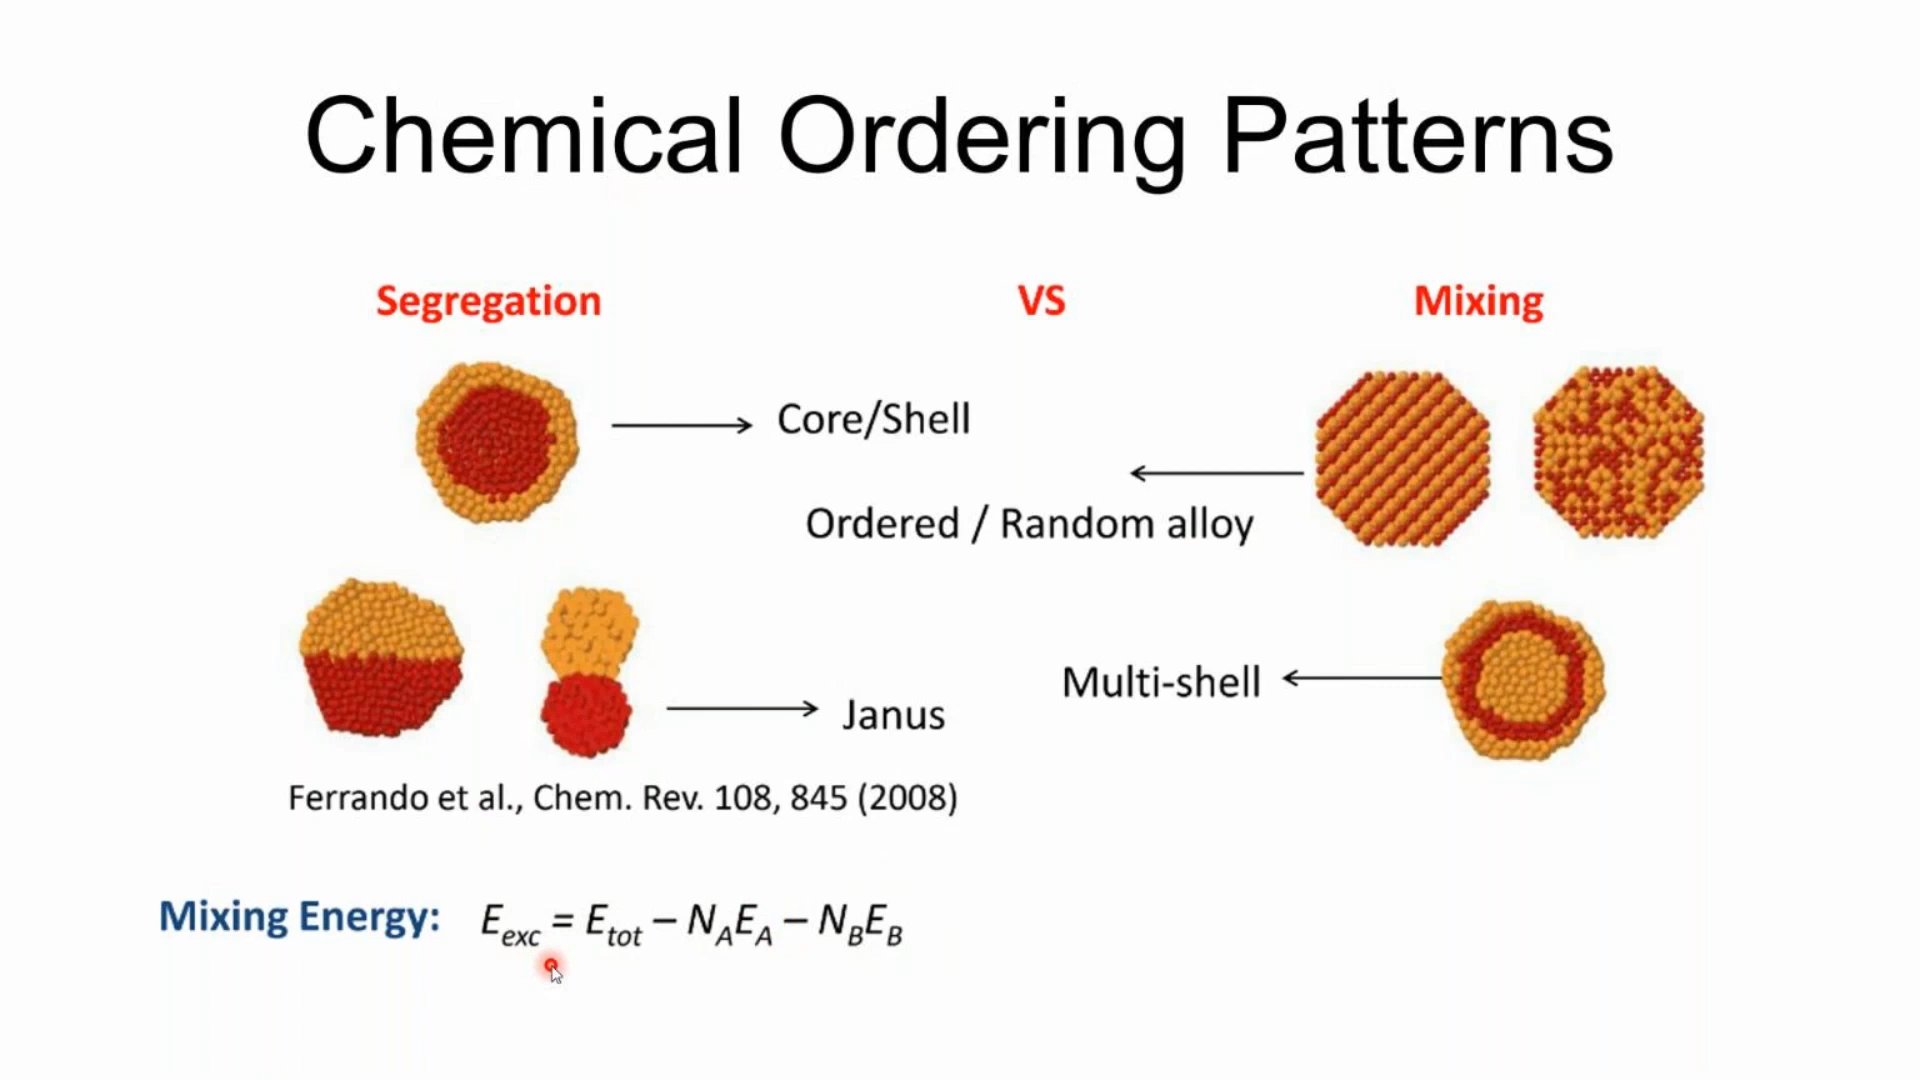 Chemical Ordering Patterns
Segregation
VS
Mixing
Core/Shell
Ordered / Random alloy
Multi-shell
Janus
Ferrando et al., Chem. Rev. 108, 845 (2008)
Mixing Energy: E_exc = E_tot – N_A E_A – N_B E_B